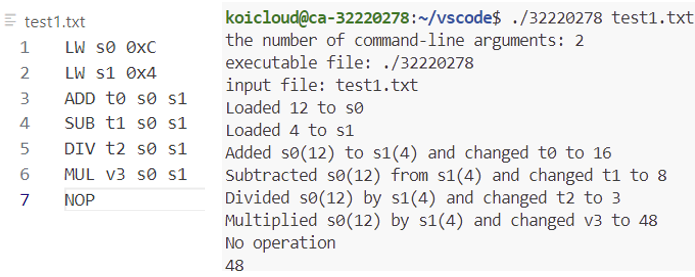 test1.txt
1 LW s0 0xC
2 LW s1 0x4
3 ADD t0 s0 s1
4 SUB t1 s0 s1
5 DIV t2 s0 s1
6 MUL v3 s0 s1
7 NOP
koicloud@ca-32220278:~/vscode$ ./32220278 test1.txt
the number of command-line arguments: 2
executable file: ./32220278
input file: test1.txt
Loaded 12 to s0
Loaded 4 to s1
Added s0(12) to s1(4) and changed t0 to 16
Subtracted s0(12) from s1(4) and changed t1 to 8
Divided s0(12) by s1(4) and changed t2 to 3
Multiplied s0(12) by s1(4) and changed v3 to 48
No operation
48